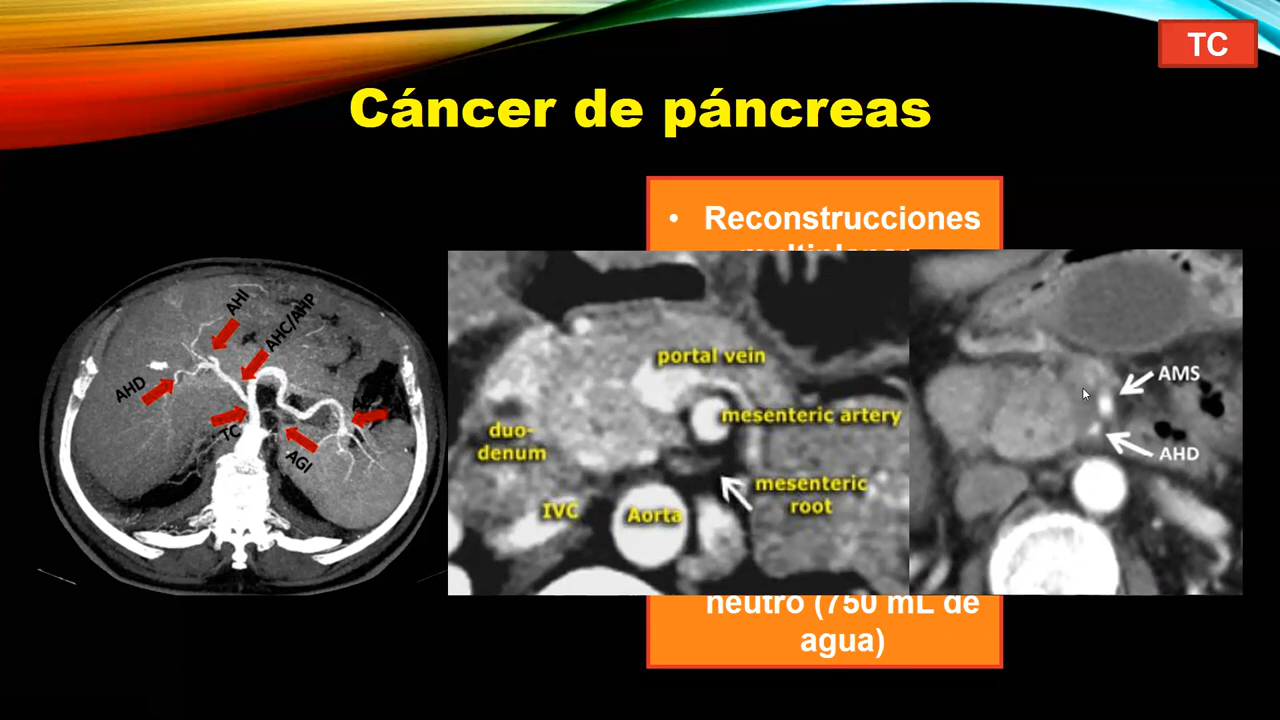 TC
Cáncer de páncreas
• Reconstrucciones
multiplanar
neutro (750 mL de
agua)
AHI
AHC/AHP
AHD
TC
AGI
portal vein
mesenteric artery
duo-
denum
mesenteric
root
IVC
Aorta
AMS
AHD